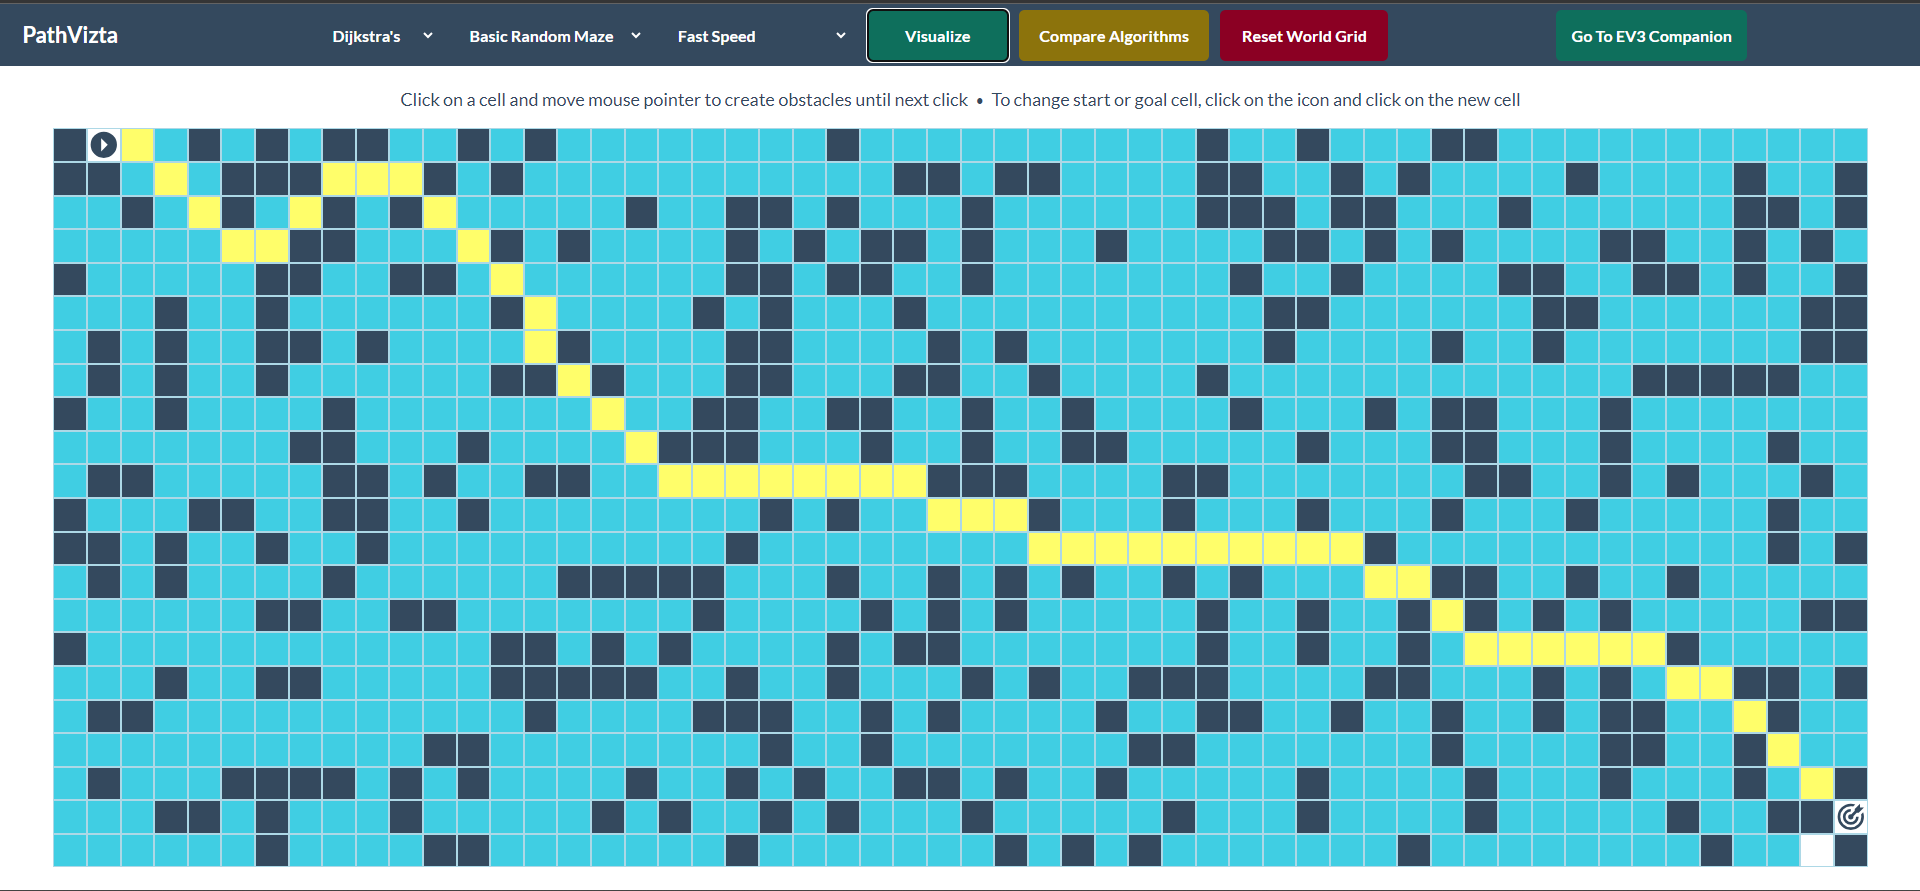 PathVizta
Dijkstra's
Basic Random Maze
Fast Speed
Visualize
Compare Algorithms
Reset World Grid
Go To EV3 Companion
Click on a cell and move mouse pointer to create obstacles until next click • To change start or goal cell, click on the icon and click on the new cell